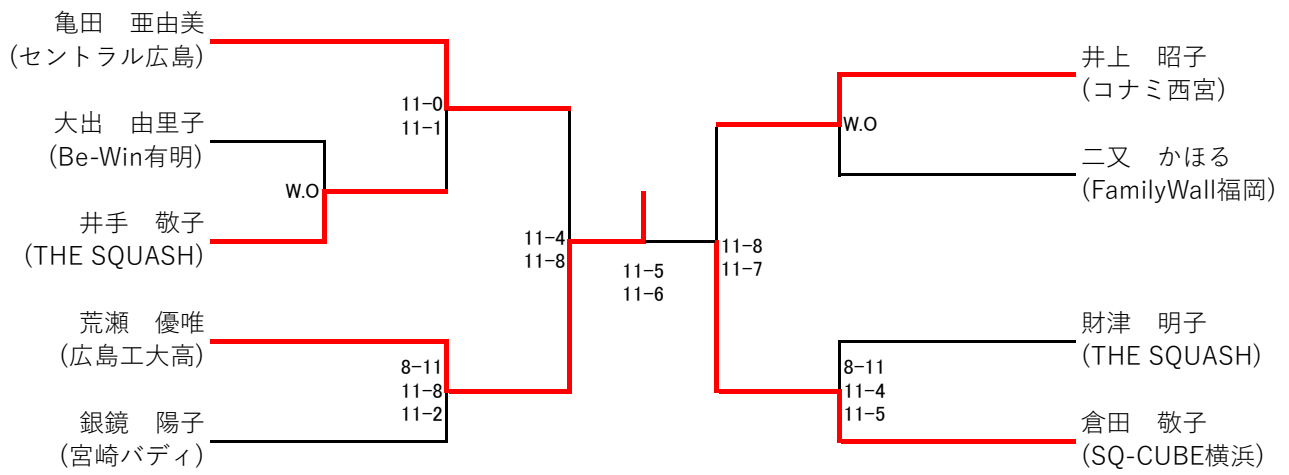 亀田　亜由美
(セントラル広島)
大出　由里子
(Be-Win有明)
井手　敬子
(THE SQUASH)
荒瀬　優唯
(広島工大高)
銀鏡　陽子
(宮崎バディ)
W.O
11-0
11-1
8-11
11-8
11-2
11-4
11-8
11-5
11-6
11-8
11-7
W.O
8-11
11-4
11-5
井上　昭子
(コナミ西宮)
二又　かほる
(FamilyWall福岡)
財津　明子
(THE SQUASH)
倉田　敬子
(SQ-CUBE横浜)